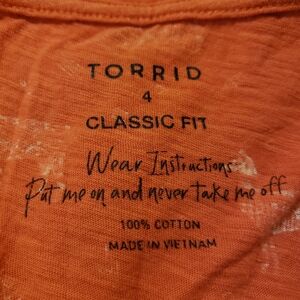 TORRID
4
CLASSIC FIT
Wear Instructions:
Put me on and never take me off
100% COTTON
MADE IN VIETNAM